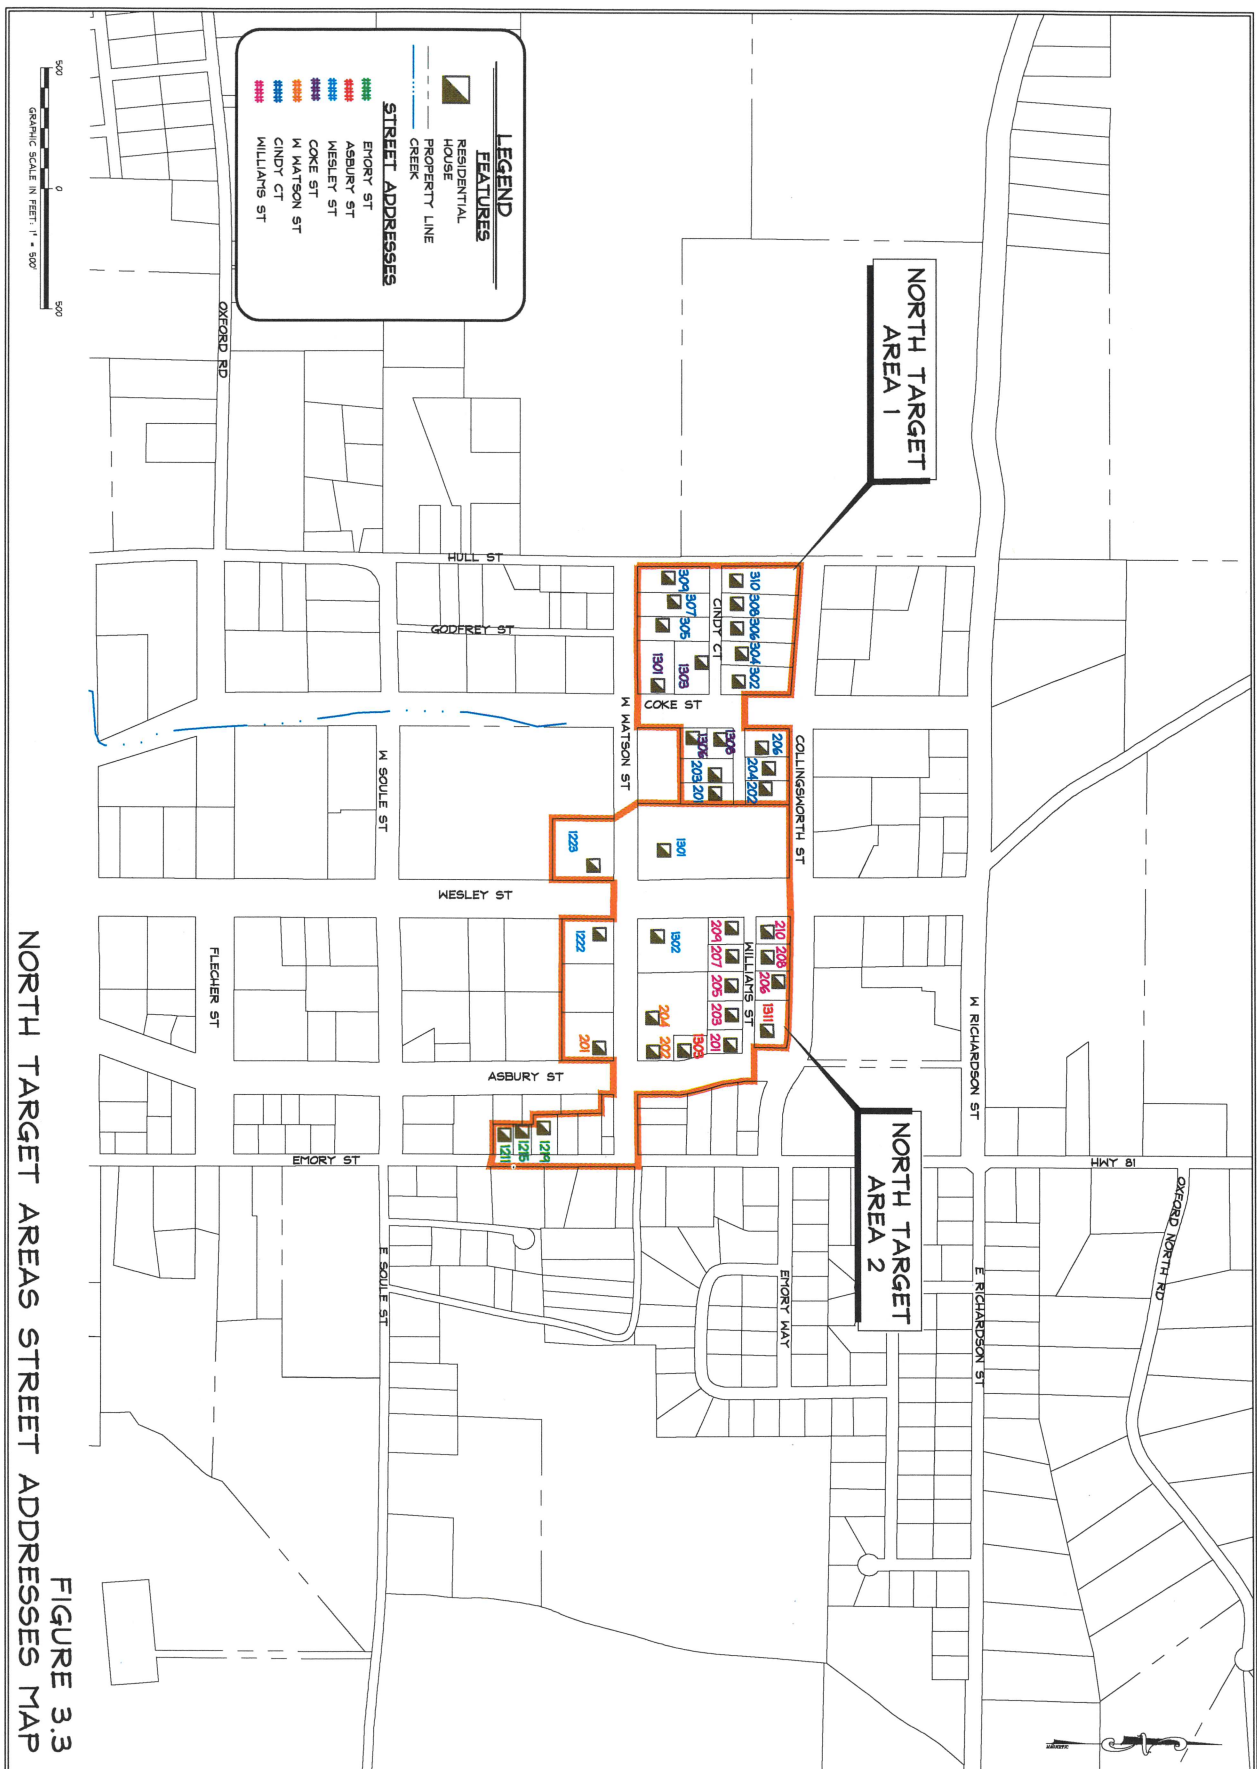 LEGEND
FEATURES
RESIDENTIAL
HOUSE
PROPERTY LINE
CREEK
STREET ADDRESSES
### EMORY ST
### ASBURY ST
### WESLEY ST
### COKE ST
### W WATSON ST
### CINDY CT
### WILLIAMS ST
500 0 500
GRAPHIC SCALE IN FEET: 1" = 500'
NORTH TARGET
AREA 1
NORTH TARGET
AREA 2
OXFORD RD
HULL ST
GODFREY ST
CINDY CT
COKE ST
W WATSON ST
COLLINGSWORTH ST
W SOULE ST
WESLEY ST
WILLIAMS ST
FLECHER ST
ASBURY ST
W RICHARDSON ST
EMORY ST
HWY 81
OXFORD NORTH RD
E SOULE ST
EMORY WAY
E RICHARDSON ST
310
308
306
304
302
309
307
305
1301
1303
1306
1308
206
204
202
203
201
1223
1301
1222
1302
210
208
206
1311
209
207
205
203
201
204
202
1303
201
1219
1215
1211
FIGURE 3.3
NORTH TARGET AREAS STREET ADDRESSES MAP